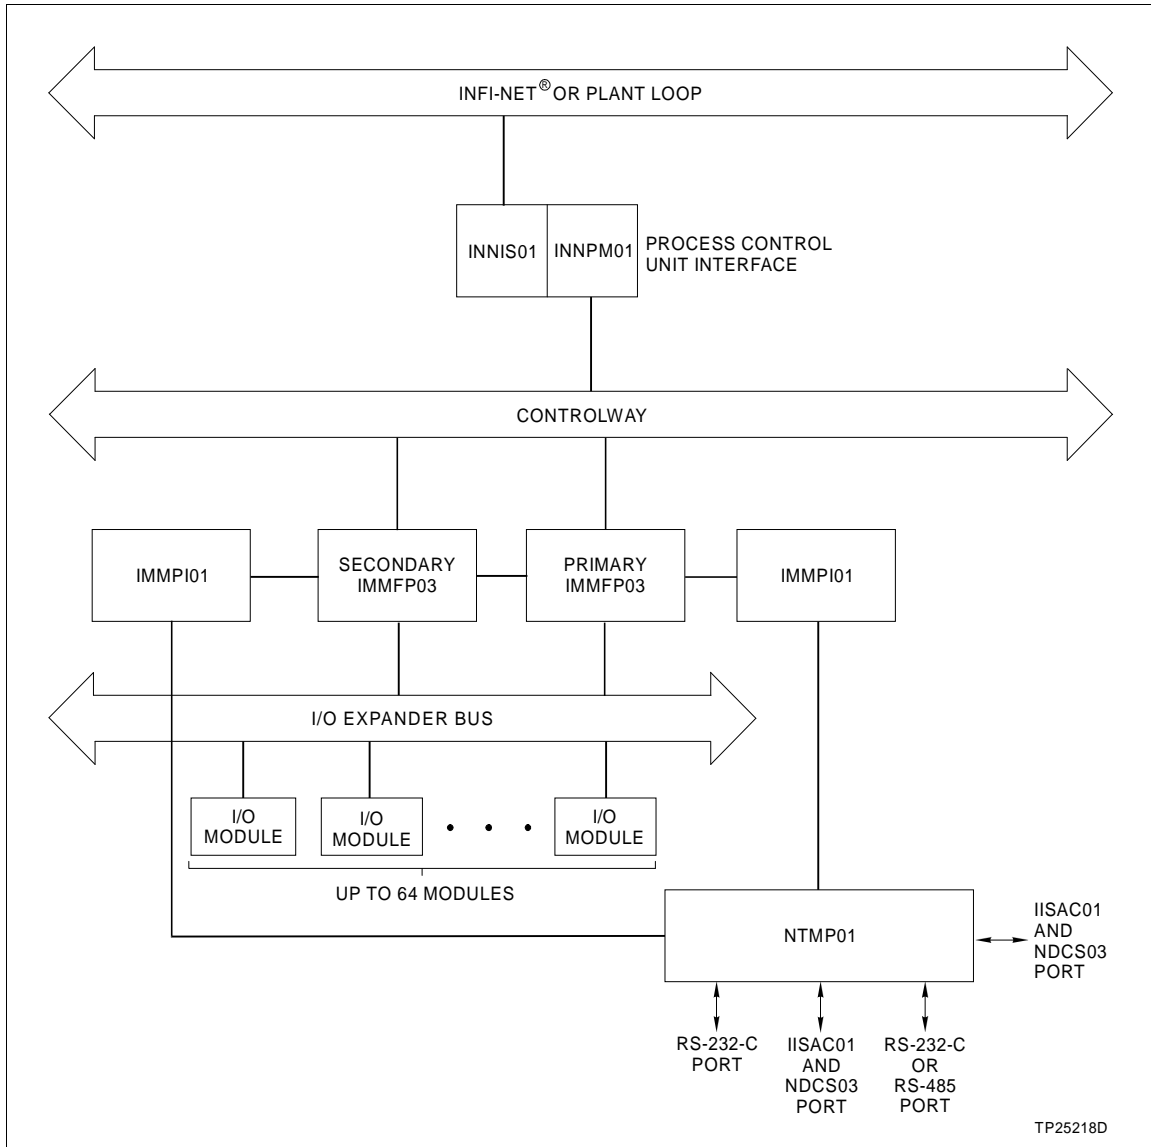 INFI-NET® OR PLANT LOOP
INNIS01
INNPM01
PROCESS CONTROL
UNIT INTERFACE
CONTROLWAY
IMMPI01
SECONDARY
IMMFP03
PRIMARY
IMMFP03
IMMPI01
I/O EXPANDER BUS
I/O
MODULE
I/O
MODULE
I/O
MODULE
UP TO 64 MODULES
NTMP01
IISAC01
AND
NDCS03
PORT
RS-232-C
PORT
IISAC01
AND
NDCS03
PORT
RS-232-C
OR
RS-485
PORT
TP25218D